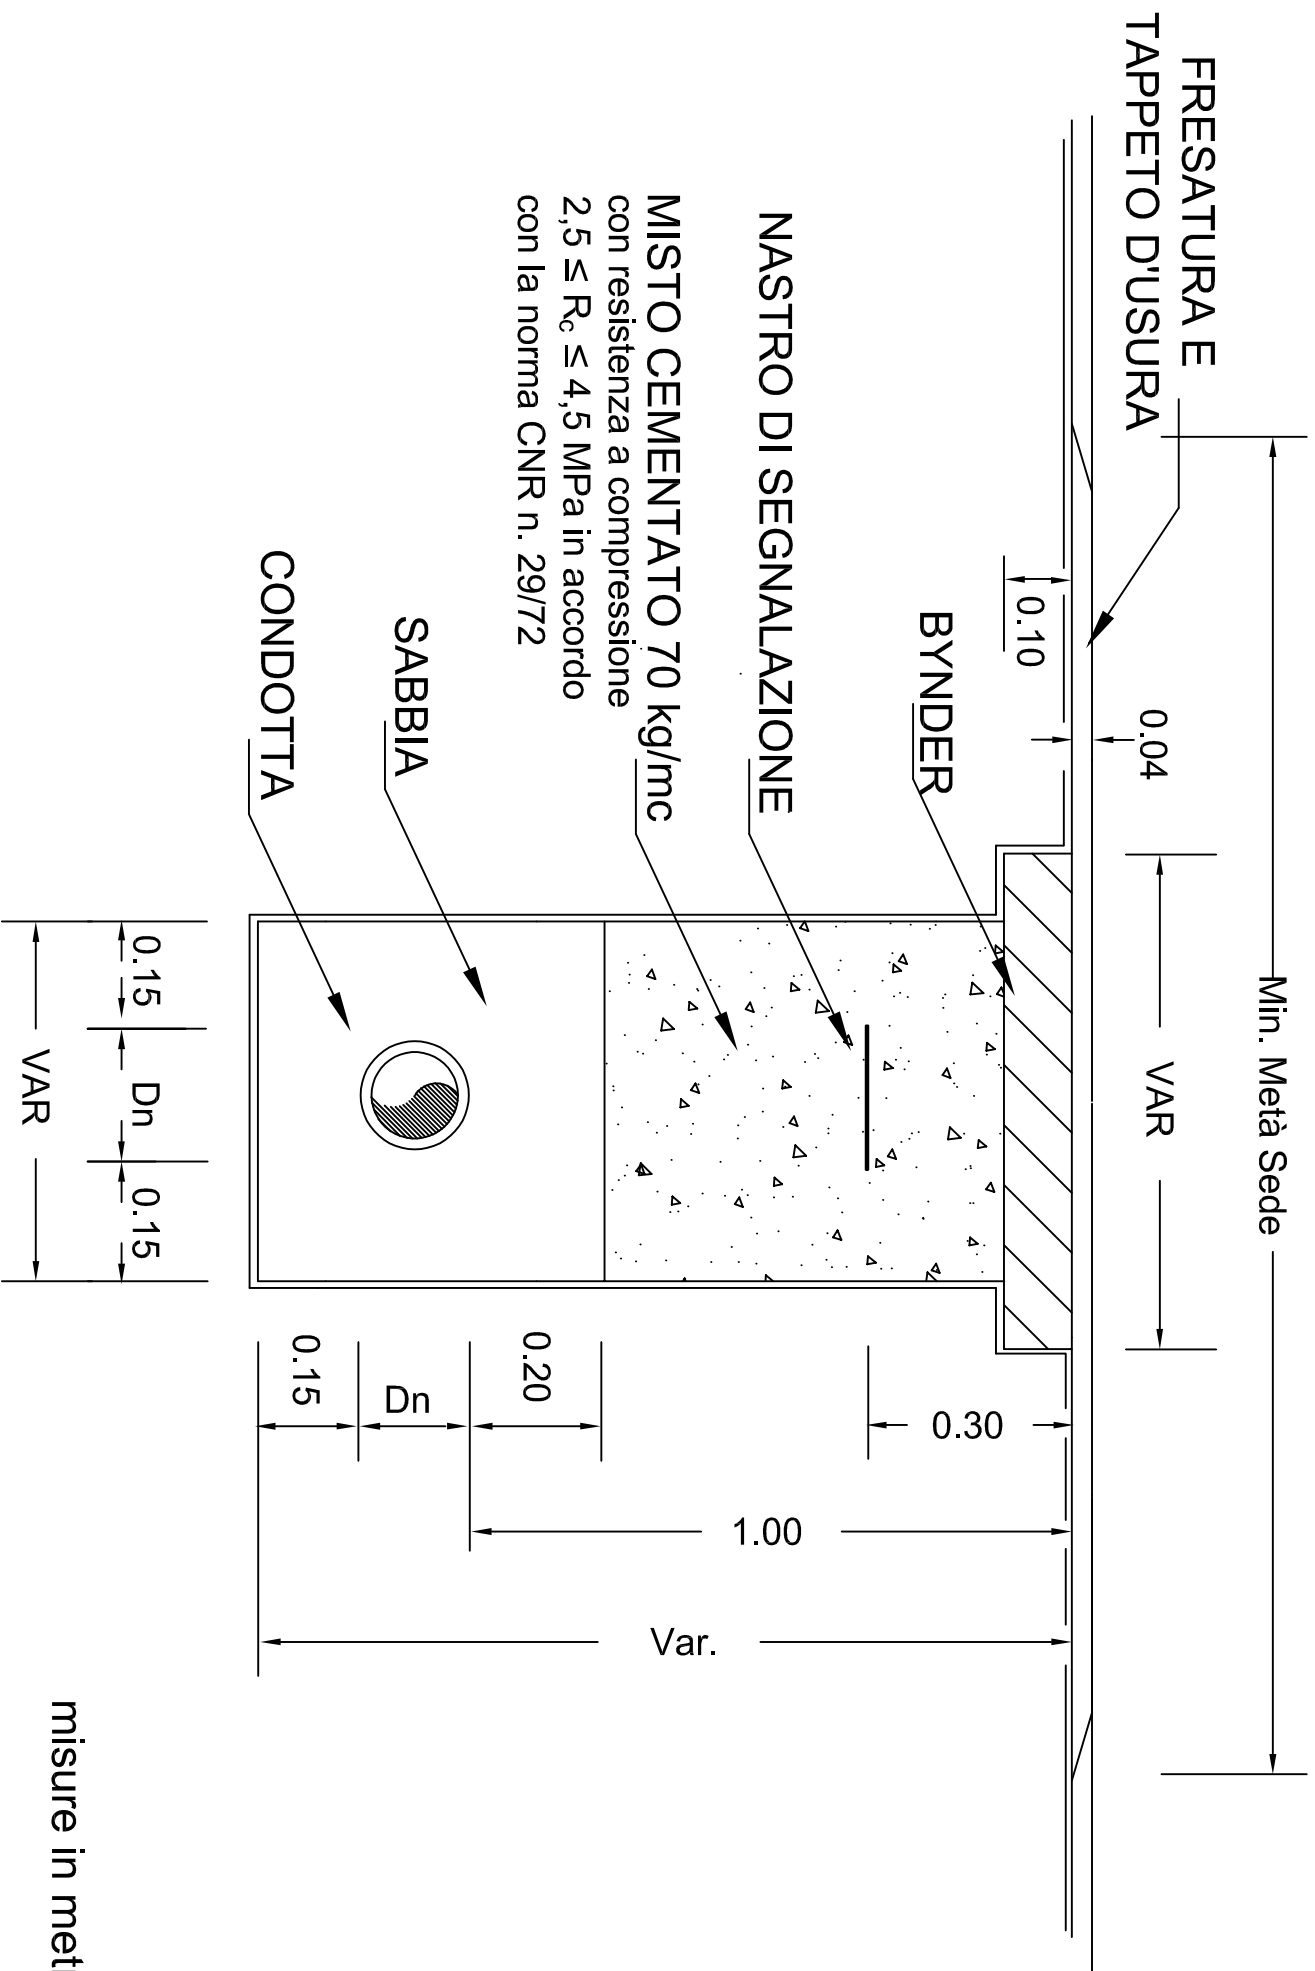 Min. Metà Sede
FRESATURA E
TAPPETO D'USURA
0.04
VAR
0.10
BYNDER
0.30
NASTRO DI SEGNALAZIONE
1.00
MISTO CEMENTATO 70 kg/mc
con resistenza a compressione
2,5 ≤ Rc ≤ 4,5 MPa in accordo
con la norma CNR n. 29/72
Var.
0.20
SABBIA
Dn
CONDOTTA
0.15
0.15
Dn
0.15
VAR
misure in met